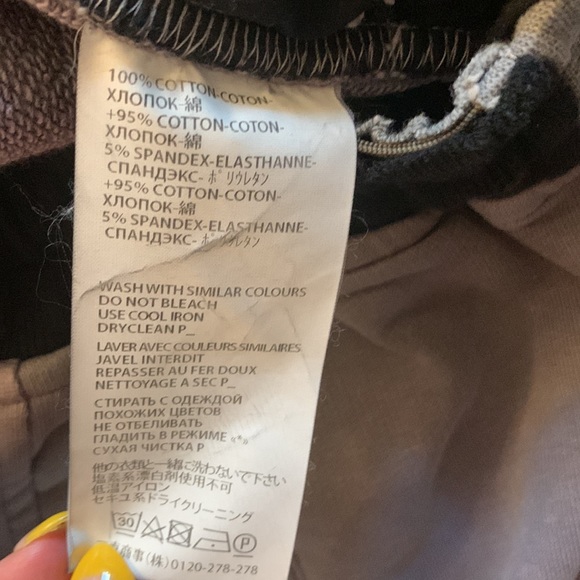 100% COTTON-COTON-
ХЛОПОК-綿
+95% COTTON-COTON-
ХЛОПОК-綿
5% SPANDEX-ELASTHANNE-
СПАНДЭКС-ポリウレタン
+95% COTTON-COTON-
ХЛОПОК-綿
5% SPANDEX-ELASTHANNE-
СПАНДЭКС-ポリウレタン
WASH WITH SIMILAR COLOURS
DO NOT BLEACH
USE COOL IRON
DRYCLEAN P_
LAVER AVEC COULEURS SIMILAIRES
JAVEL INTERDIT
REPASSER AU FER DOUX
NETTOYAGE A SEC P_
СТИРАТЬ С ОДЕЖДОЙ
ПОХОЖИХ ЦВЕТОВ
НЕ ОТБЕЛИВАТЬ
ГЛАДИТЬ В РЕЖИМЕ «*»
СУХАЯ ЧИСТКА P
他の衣類と一緒に洗わないで下さい
塩素系漂白剤使用不可
低温アイロン
セキユ系ドライクリーニング
30 P
商事(株)0120-278-278